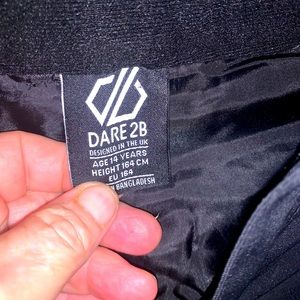 DARE 2B
DESIGNED IN THE UK
AGE 14 YEARS
HEIGHT 164 CM
EU 164
BANGLADESH